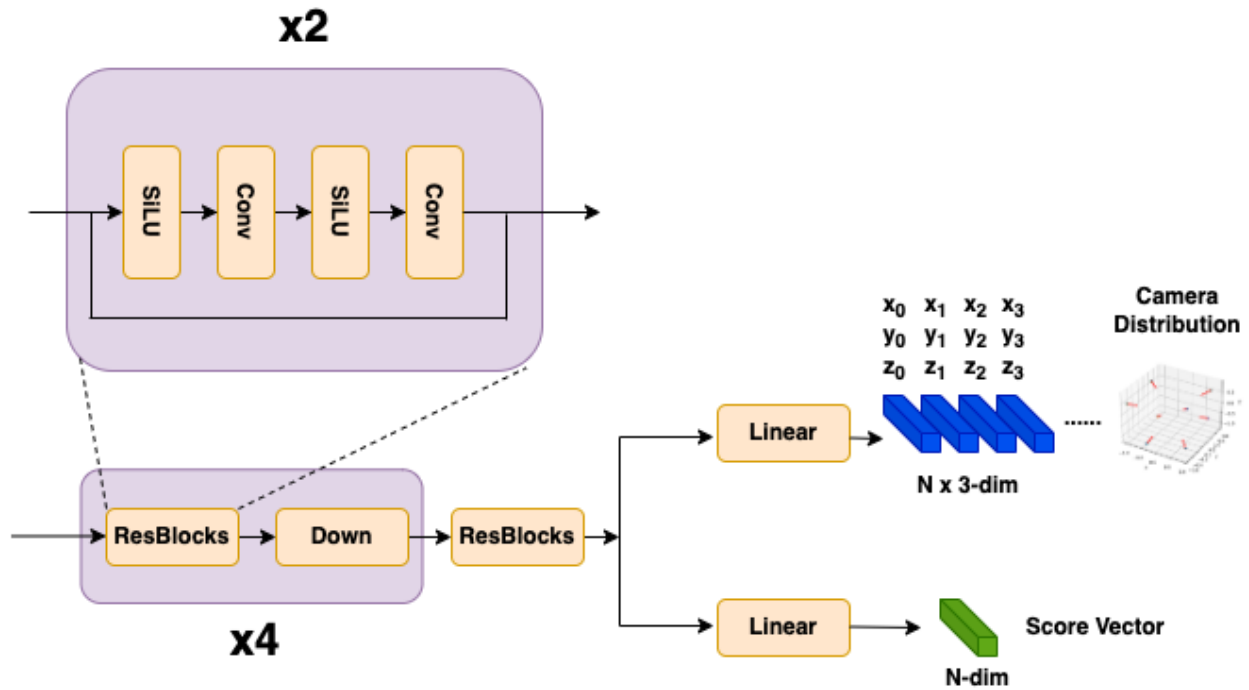 x2
SiLU
Conv
SiLU
Conv
x₀ x₁ x₂ x₃
y₀ y₁ y₂ y₃
z₀ z₁ z₂ z₃
Camera
Distribution
Linear
......
N x 3-dim
ResBlocks
Down
ResBlocks
x4
Linear
Score Vector
N-dim